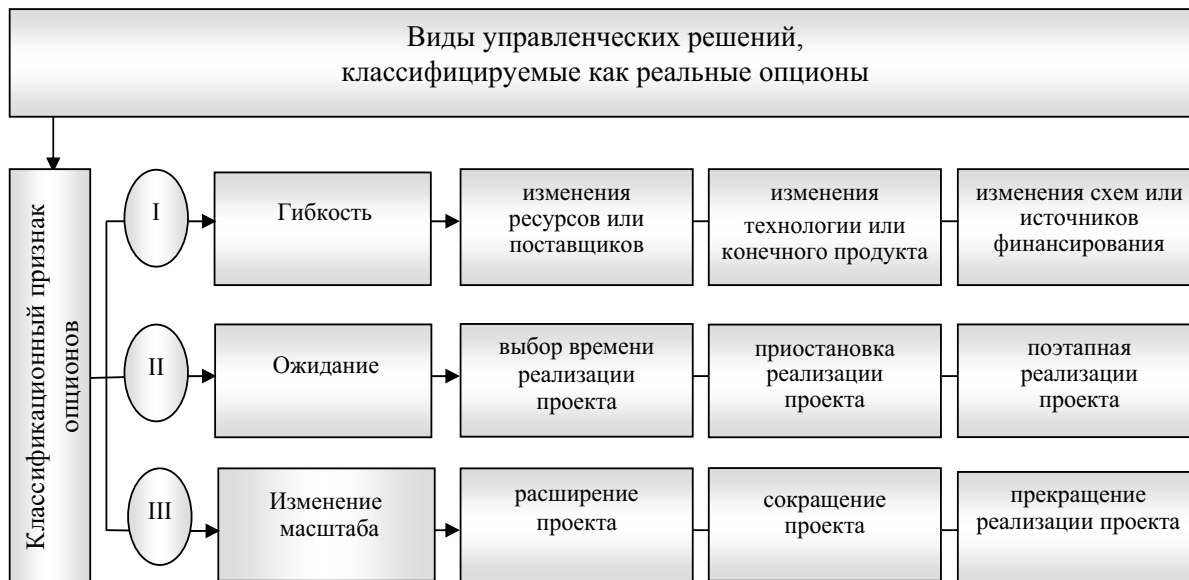 Виды управленческих решений,
классифицируемые как реальные опционы
Классификационный признак
опционов
I
Гибкость
изменения
ресурсов или
поставщиков
изменения
технологии или
конечного продукта
изменения схем или
источников
финансирования
II
Ожидание
выбор времени
реализации
проекта
приостановка
реализации
проекта
поэтапная
реализации
проекта
III
Изменение
масштаба
расширение
проекта
сокращение
проекта
прекращение
реализации проекта